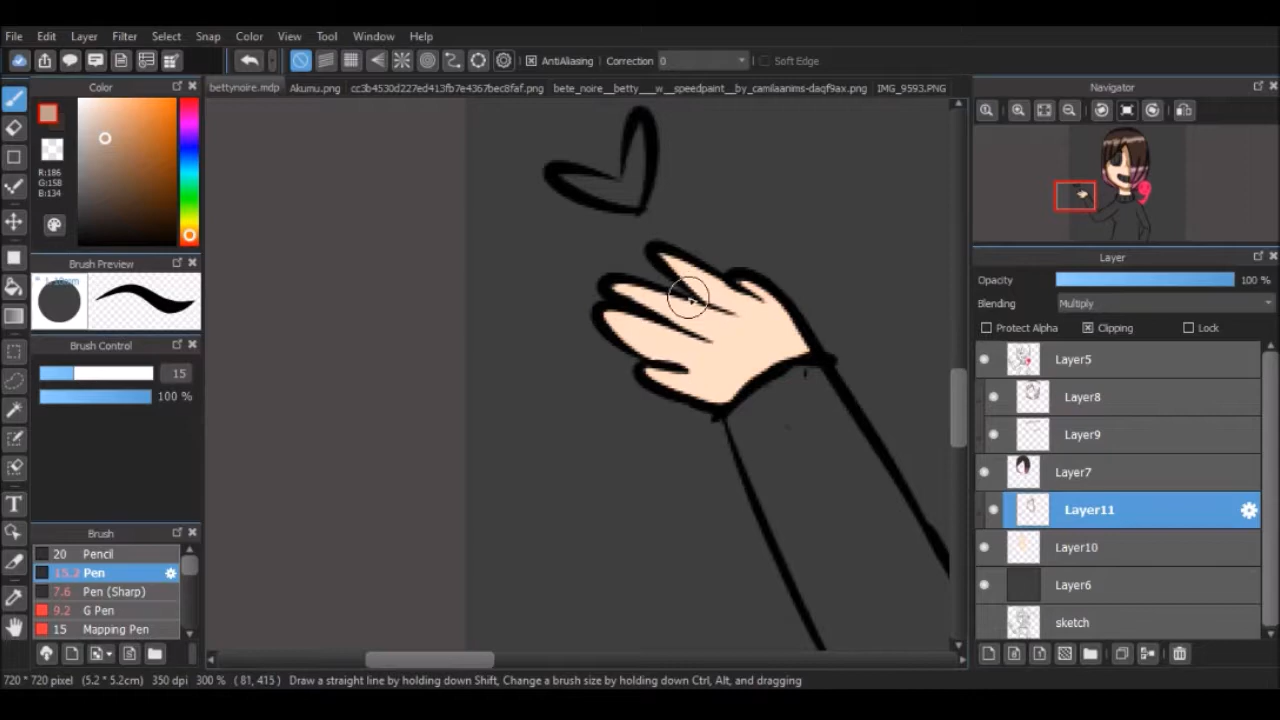 File Edit Layer Filter Select Snap Color View Tool Window Help
AntiAliasing Correction 0 Soft Edge
Color
bettynoire.mdp Akumu.png cc3b4530d227ed413fb7e4367bec8faf.png bete_noire__betty___w__speedpaint__by_camilaanims-daqf9ax.png IMG_9593.PNG
Navigator
R:186
G:158
B:134
Brush Preview
Layer
Opacity 100 %
Blending Multiply
Protect Alpha Clipping Lock
Brush Control
15
100 %
Layer5
Layer8
Layer9
Layer7
Layer11
Layer10
Layer6
sketch
Brush
20 Pencil
15.2 Pen
7.6 Pen (Sharp)
9.2 G Pen
15 Mapping Pen
T
720 * 720 pixel (5.2 * 5.2cm) 350 dpi 300 % ( 81, 415 ) Draw a straight line by holding down Shift, Change a brush size by holding down Ctrl, Alt, and dragging